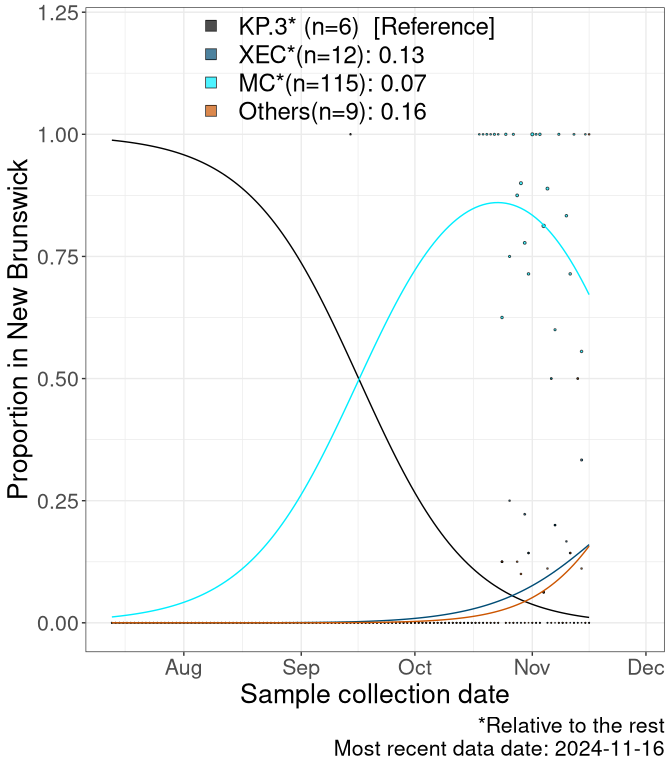 1.25
KP.3* (n=6)  [Reference]
XEC*(n=12): 0.13
MC*(n=115): 0.07
Others(n=9): 0.16
1.00
0.75
0.50
0.25
0.00
Proportion in New Brunswick
Aug Sep Oct Nov Dec
Sample collection date
*Relative to the rest
Most recent data date: 2024-11-16